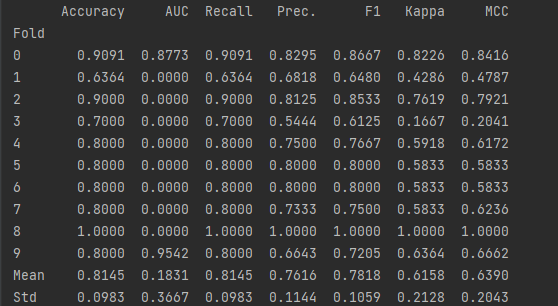 Accuracy AUC Recall Prec. F1 Kappa MCC
Fold
0 0.9091 0.8773 0.9091 0.8295 0.8667 0.8226 0.8416
1 0.6364 0.0000 0.6364 0.6818 0.6480 0.4286 0.4787
2 0.9000 0.0000 0.9000 0.8125 0.8533 0.7619 0.7921
3 0.7000 0.0000 0.7000 0.5444 0.6125 0.1667 0.2041
4 0.8000 0.0000 0.8000 0.7500 0.7667 0.5918 0.6172
5 0.8000 0.0000 0.8000 0.8000 0.8000 0.5833 0.5833
6 0.8000 0.0000 0.8000 0.8000 0.8000 0.5833 0.5833
7 0.8000 0.0000 0.8000 0.7333 0.7500 0.5833 0.6236
8 1.0000 0.0000 1.0000 1.0000 1.0000 1.0000 1.0000
9 0.8000 0.9542 0.8000 0.6643 0.7205 0.6364 0.6662
Mean 0.8145 0.1831 0.8145 0.7616 0.7818 0.6158 0.6390
Std 0.0983 0.3667 0.0983 0.1144 0.1059 0.2128 0.2043